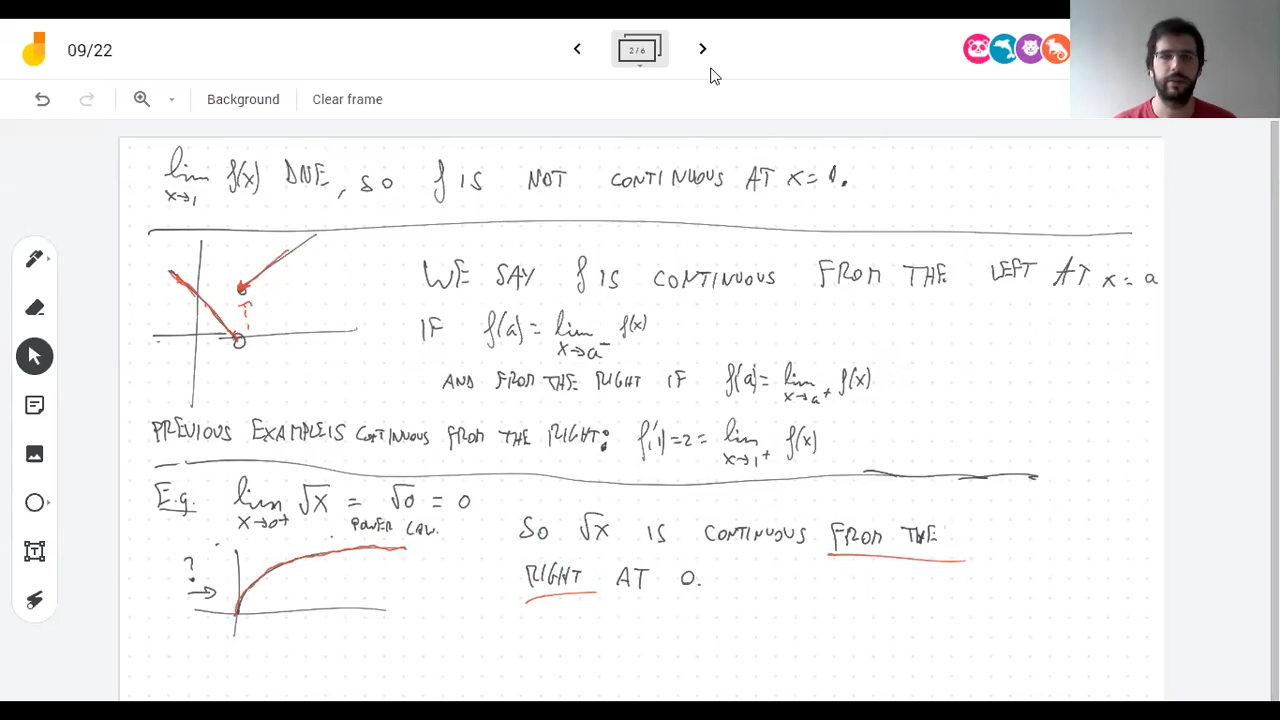 09/22
2/6
Background
Clear frame
lim x→1 f(x) DNE, SO f IS NOT CONTINUOUS AT x=1.
WE SAY f IS CONTINUOUS FROM THE LEFT AT x=a
IF f(a) = lim x→a⁻ f(x)
AND FROM THE RIGHT IF f(a) = lim x→a⁺ f(x)
PREVIOUS EXAMPLE IS CONTINUOUS FROM THE RIGHT: f(1)=2= lim x→1⁺ f(x)
E.g. lim x→0⁺ √x = √0 = 0
POWER LAW.
SO √x IS CONTINUOUS FROM THE
RIGHT AT 0.
?